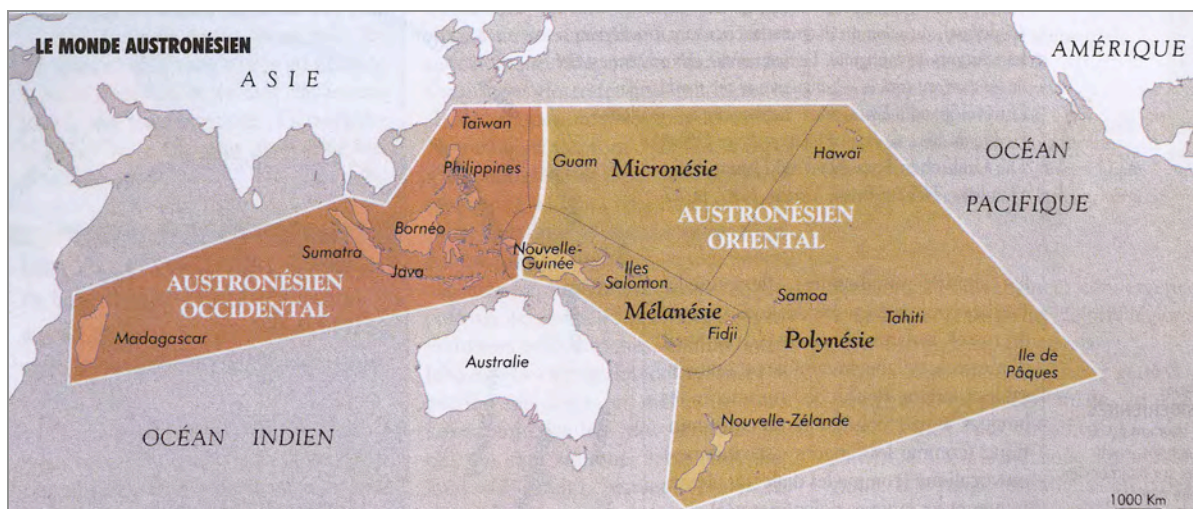 LE MONDE AUSTRONÉSIEN
ASIE
AMÉRIQUE
Taïwan
Philippines
Guam
Micronésie
Hawaï
OCÉAN
PACIFIQUE
AUSTRONÉSIEN
ORIENTAL
Bornéo
Sumatra
Java
Nouvelle-
Guinée
Iles
Salomon
AUSTRONÉSIEN
OCCIDENTAL
Samoa
Mélanésie
Fidji
Tahiti
Polynésie
Madagascar
Australie
Ile de
Pâques
Nouvelle-Zélande
OCÉAN INDIEN
1000 Km